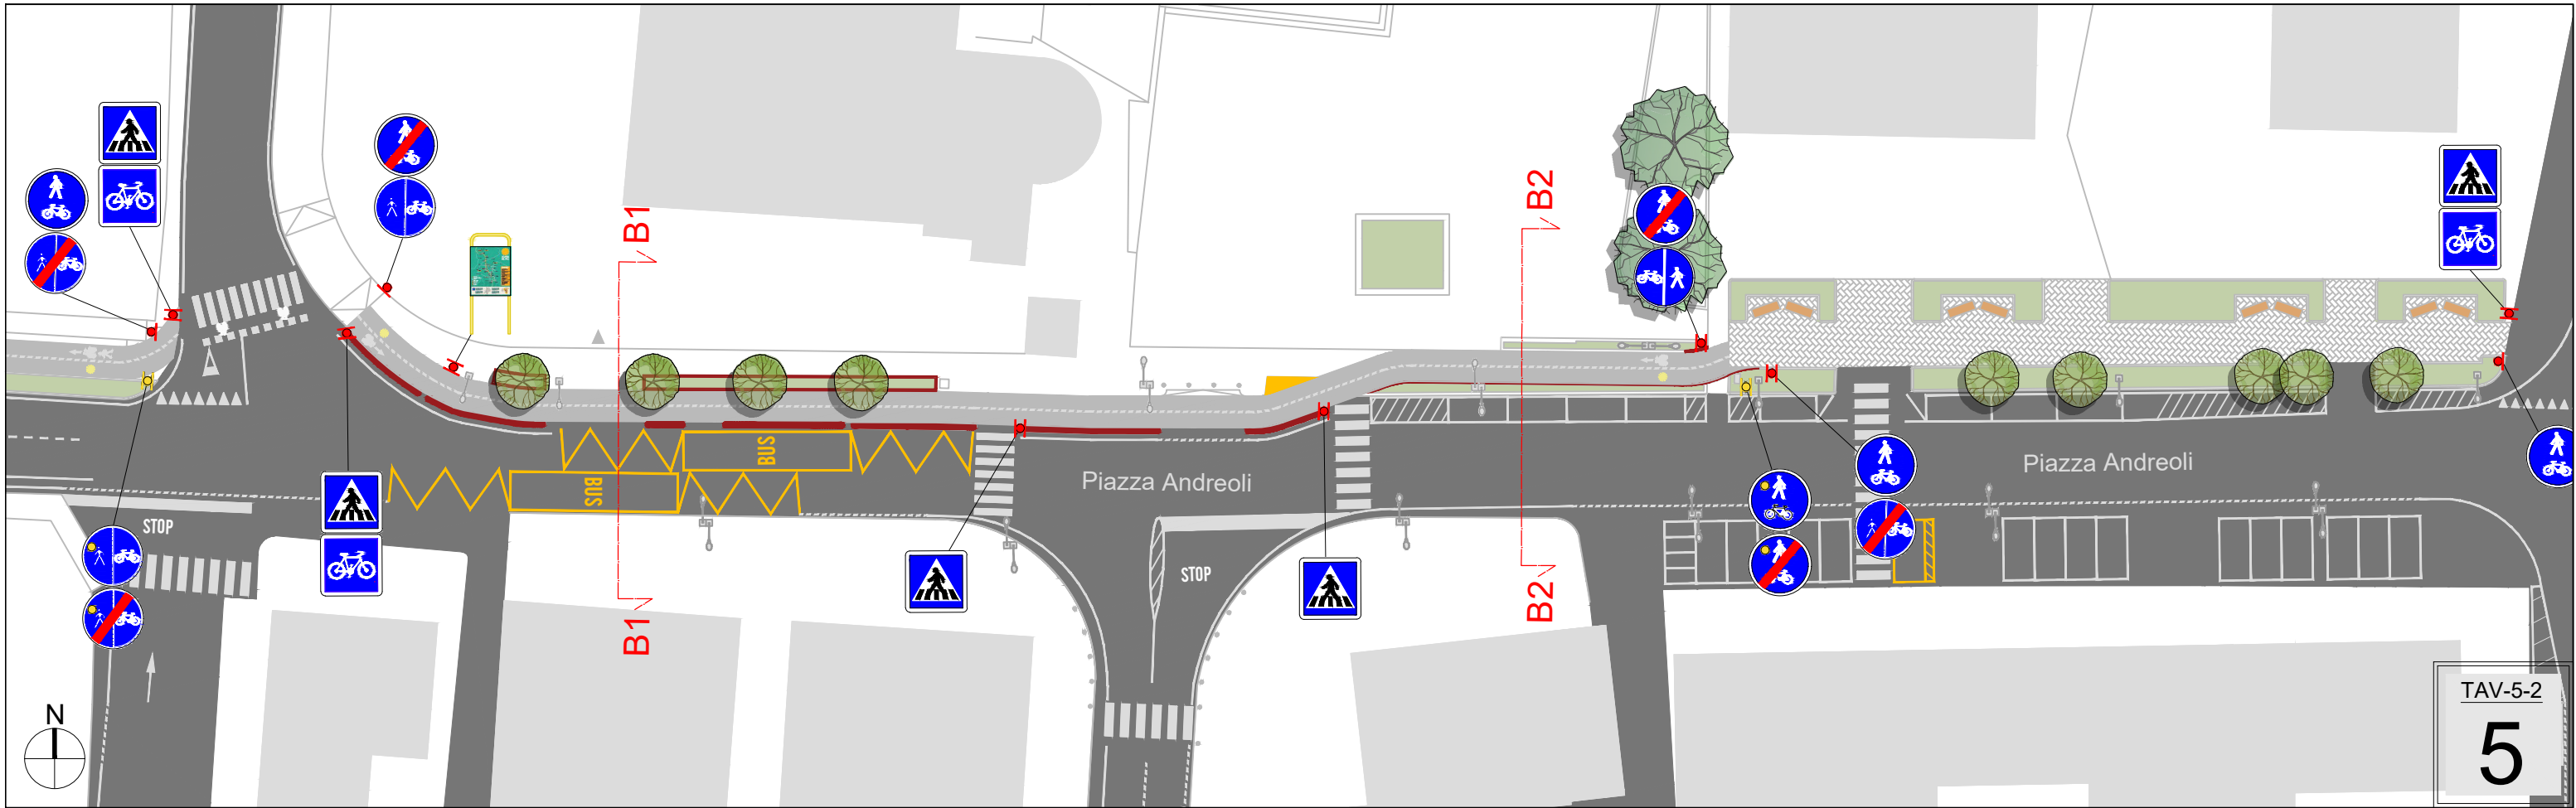 B1
B2
BUS
BUS
Piazza Andreoli
Piazza Andreoli
STOP
STOP
B1
B2
N
TAV-5-2
5